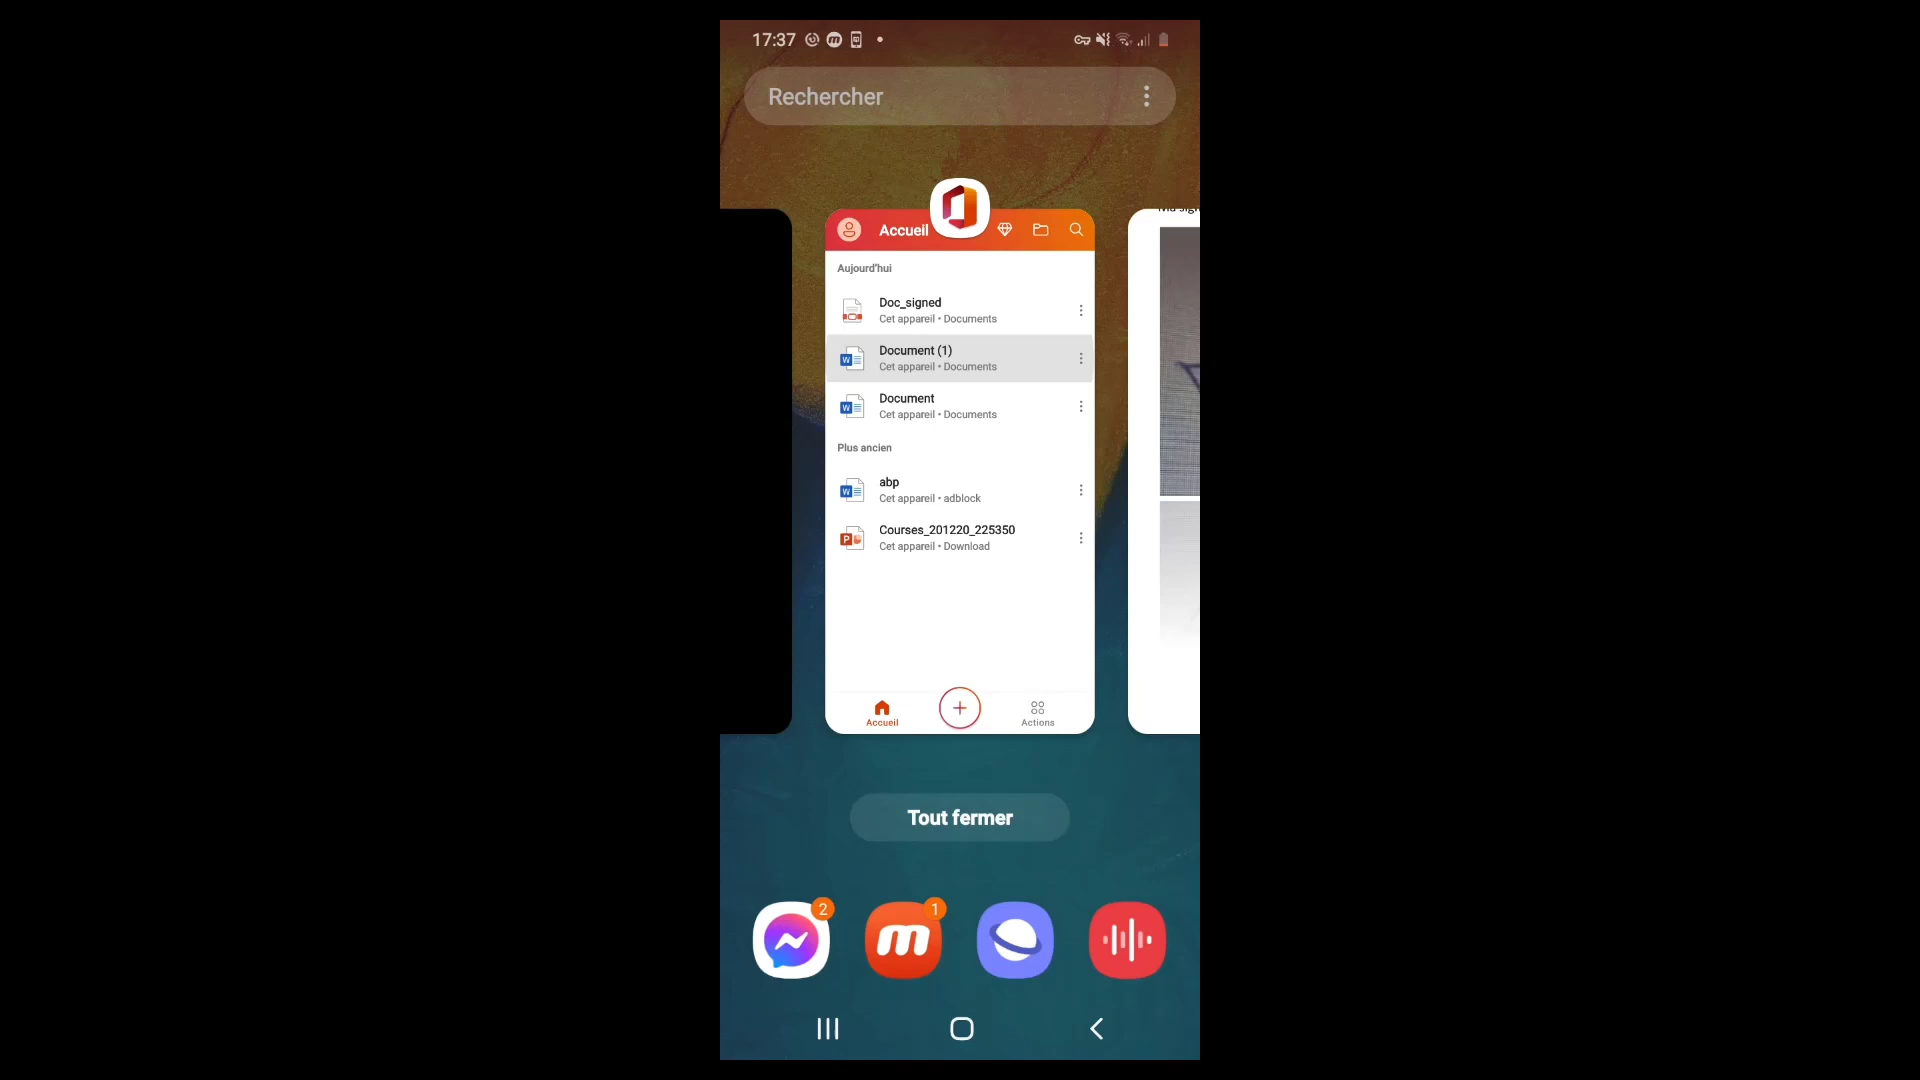 17:37
Rechercher
Accueil
Aujourd'hui
Doc_signed
Cet appareil • Documents
Document (1)
Cet appareil • Documents
Document
Cet appareil • Documents
Plus ancien
abp
Cet appareil • adblock
Courses_201220_225350
Cet appareil • Download
Accueil
Actions
Tout fermer
2
1